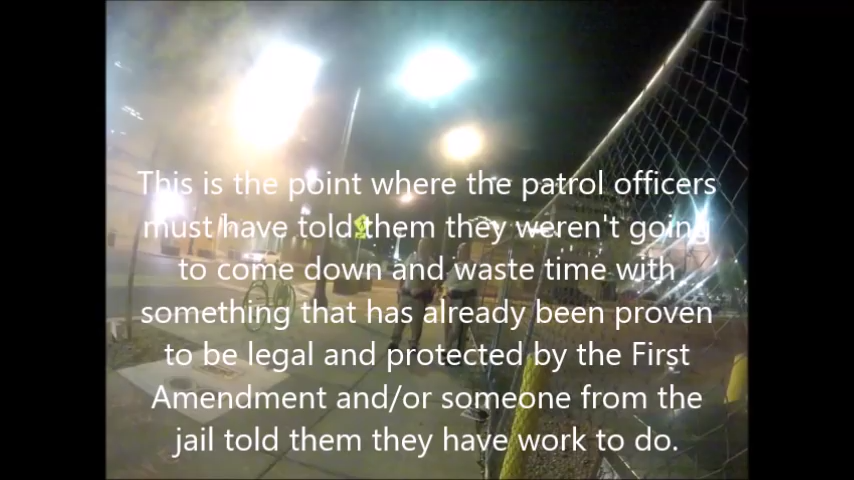 This is the point where the patrol officers
must have told them they weren't going
to come down and waste time with
something that has already been proven
to be legal and protected by the First
Amendment and/or someone from the
jail told them they have work to do.